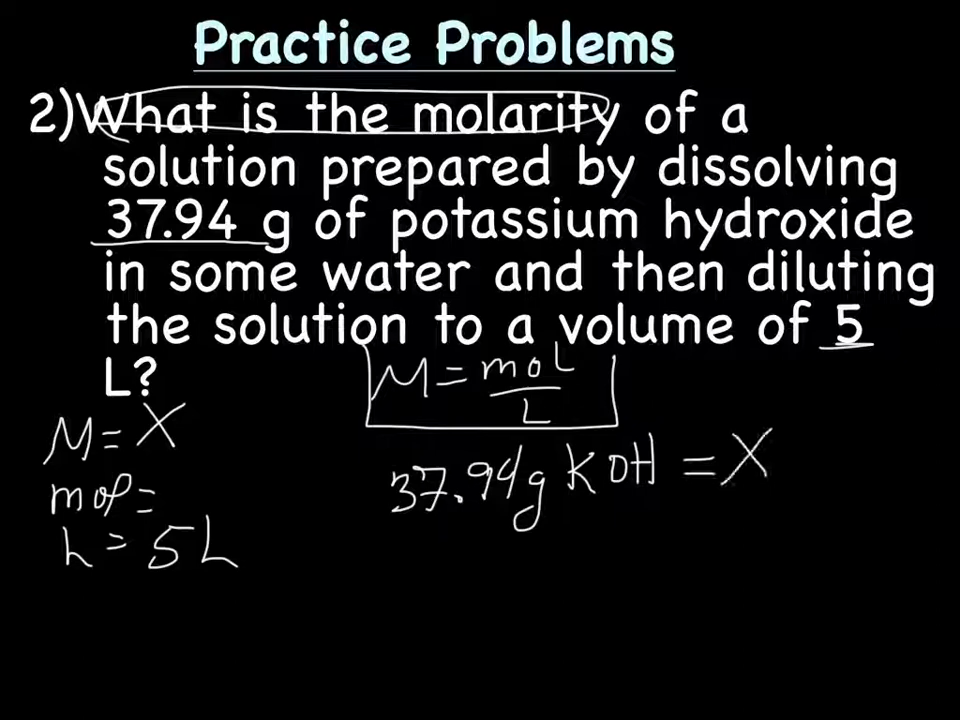 Practice Problems
2)What is the molarity of a
solution prepared by dissolving
37.94 g of potassium hydroxide
in some water and then diluting
the solution to a volume of 5
L?
M = mol
L
M = X
37.94g KOH = X
mol =
L = 5 L